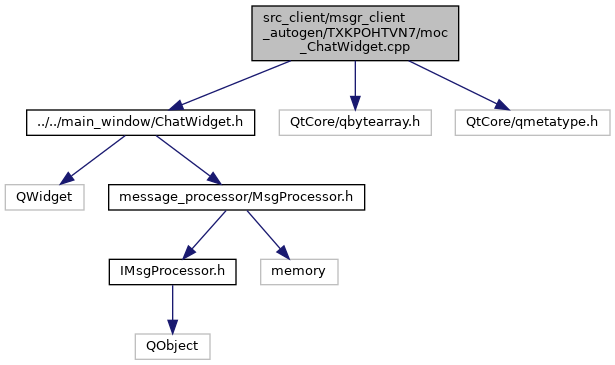 src_client/msgr_client
_autogen/TXKPOHTVN7/moc
_ChatWidget.cpp
../../main_window/ChatWidget.h
QtCore/qbytearray.h
QtCore/qmetatype.h
QWidget
message_processor/MsgProcessor.h
IMsgProcessor.h
memory
QObject